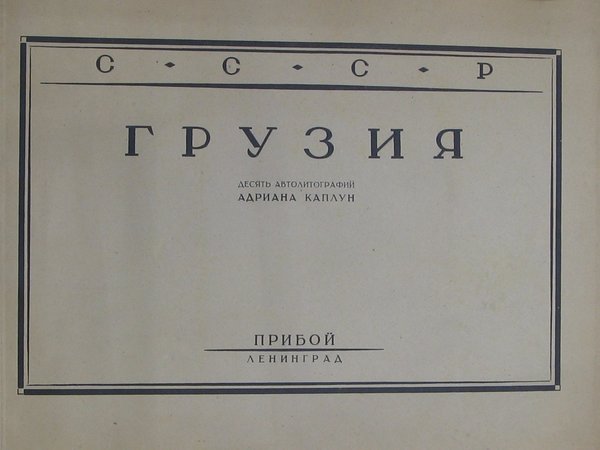 С • С • С • Р
ГРУЗИЯ
ДЕСЯТЬ АВТОЛИТОГРАФИЙ
АДРИАНА КАПЛУН
ПРИБОЙ
ЛЕНИНГРАД